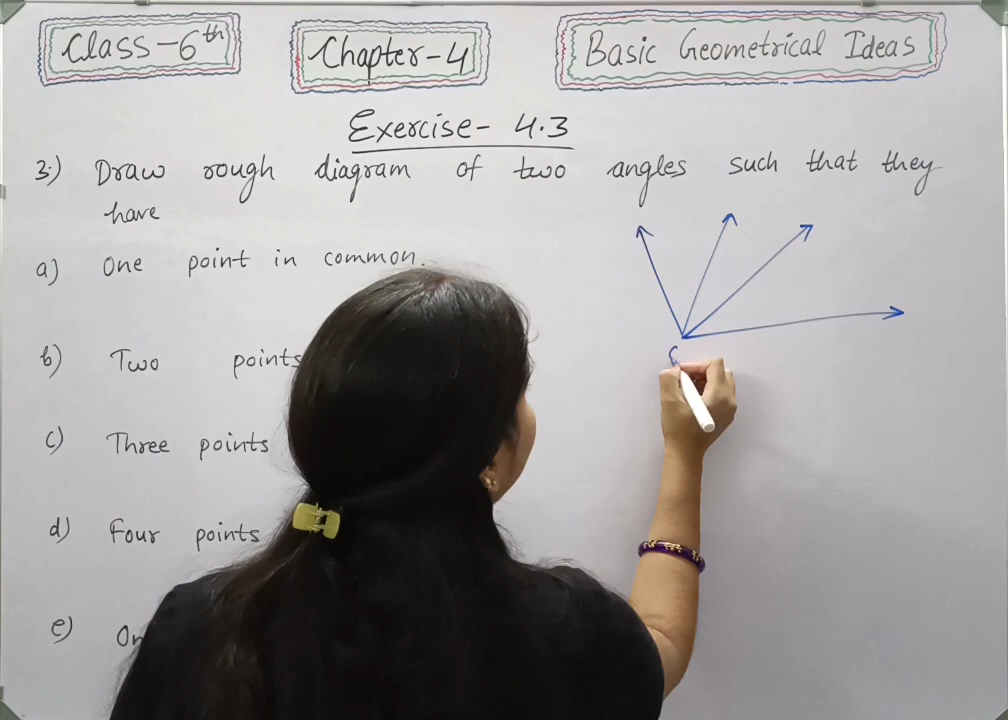 Class-6th
Chapter-4
Basic Geometrical Ideas
Exercise- 4.3
3:) Draw rough diagram of two angles such that they
have
a) One point in common.
b) Two points
c) Three points
d) Four points
e)